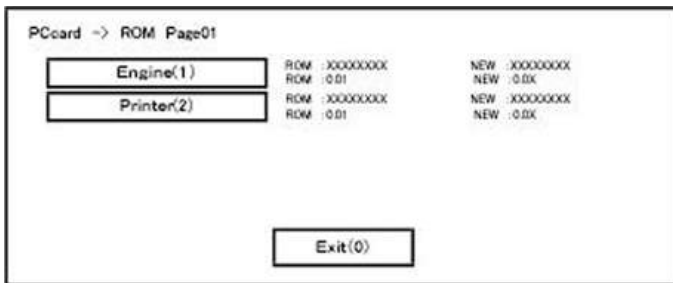 PCcard -> ROM Page01
Engine(1) ROM :XXXXXXXX NEW :XXXXXXXX
ROM :0.01 NEW :0.0X
Printer(2) ROM :XXXXXXXX NEW :XXXXXXXX
ROM :0.01 NEW :0.0X
Exit(0)